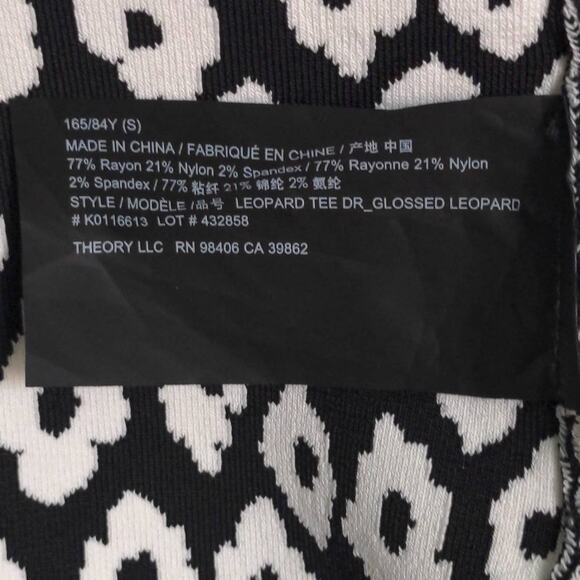 165/84Y (S)
MADE IN CHINA / FABRIQUÉ EN CHINE / 产地 中国
77% Rayon 21% Nylon 2% Spandex / 77% Rayonne 21% Nylon
2% Spandex / 77% 粘纤 21% 锦纶 2% 氨纶
STYLE / MODÈLE /品号 LEOPARD TEE DR_GLOSSED LEOPARD
# K0116613 LOT # 432858
THEORY LLC RN 98406 CA 39862